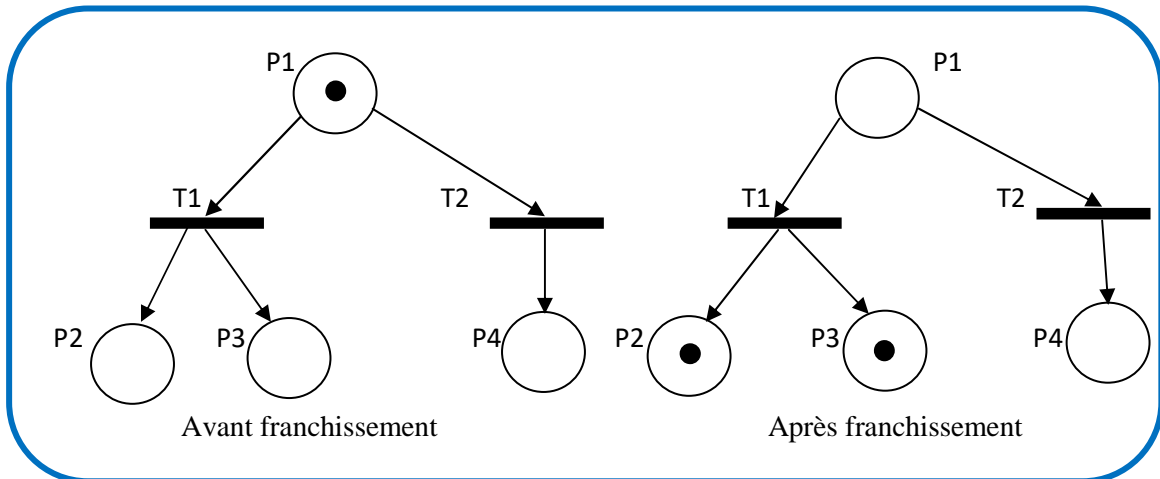 P1
T1
T2
P2
P3
P4
Avant franchissement
P1
T1
T2
P2
P3
P4
Après franchissement